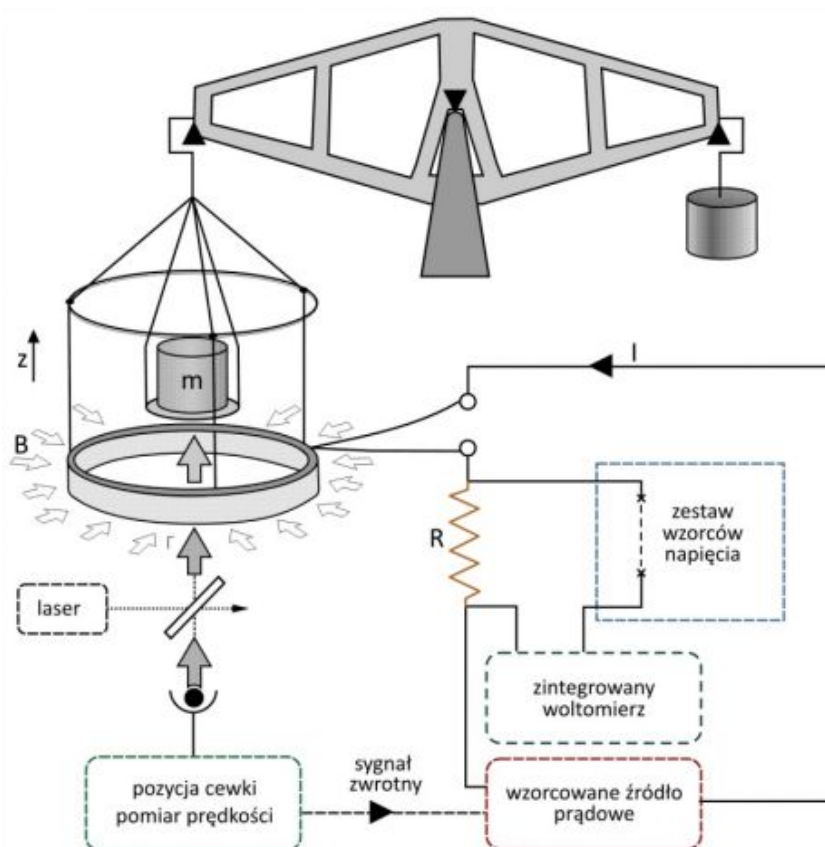 z
m
B
I
r
R
zestaw
wzorców
napięcia
laser
zintegrowany
woltomierz
pozycja cewki
pomiar prędkości
sygnał
zwrotny
wzorcowane źródło
prądowe